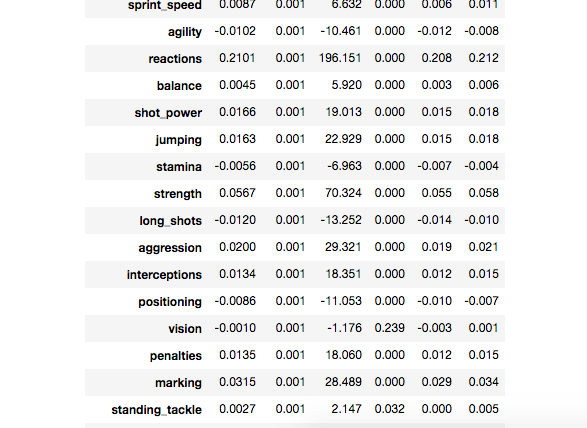 sprint_speed 0.0087 0.001 6.632 0.000 0.006 0.011
agility -0.0102 0.001 -10.461 0.000 -0.012 -0.008
reactions 0.2101 0.001 196.151 0.000 0.208 0.212
balance 0.0045 0.001 5.920 0.000 0.003 0.006
shot_power 0.0166 0.001 19.013 0.000 0.015 0.018
jumping 0.0163 0.001 22.929 0.000 0.015 0.018
stamina -0.0056 0.001 -6.963 0.000 -0.007 -0.004
strength 0.0567 0.001 70.324 0.000 0.055 0.058
long_shots -0.0120 0.001 -13.252 0.000 -0.014 -0.010
aggression 0.0200 0.001 29.321 0.000 0.019 0.021
interceptions 0.0134 0.001 18.351 0.000 0.012 0.015
positioning -0.0086 0.001 -11.053 0.000 -0.010 -0.007
vision -0.0010 0.001 -1.176 0.239 -0.003 0.001
penalties 0.0135 0.001 18.060 0.000 0.012 0.015
marking 0.0315 0.001 28.489 0.000 0.029 0.034
standing_tackle 0.0027 0.001 2.147 0.032 0.000 0.005